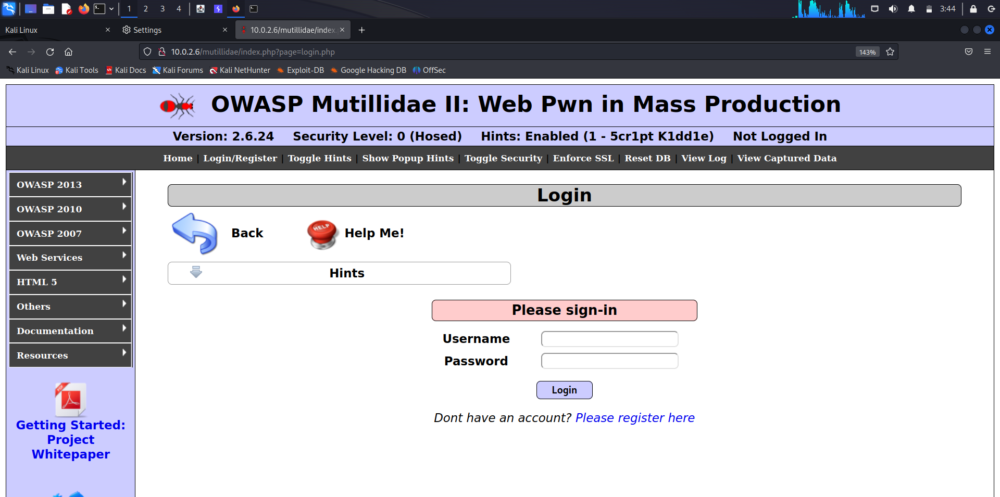 1 2 3 4 3:44
Kali Linux Settings 10.0.2.6/mutillidae/index.
10.0.2.6/mutillidae/index.php?page=login.php 143%
Kali Linux Kali Tools Kali Docs Kali Forums Kali NetHunter Exploit-DB Google Hacking DB OffSec
OWASP Mutillidae II: Web Pwn in Mass Production
Version: 2.6.24 Security Level: 0 (Hosed) Hints: Enabled (1 - 5cr1pt K1dd1e) Not Logged In
Home | Login/Register | Toggle Hints | Show Popup Hints | Toggle Security | Enforce SSL | Reset DB | View Log | View Captured Data
OWASP 2013
OWASP 2010
OWASP 2007
Web Services
HTML 5
Others
Documentation
Resources
PDF
Getting Started:
Project
Whitepaper
Login
Back HELP Help Me!
Hints
Please sign-in
Username
Password
Login
Dont have an account? Please register here